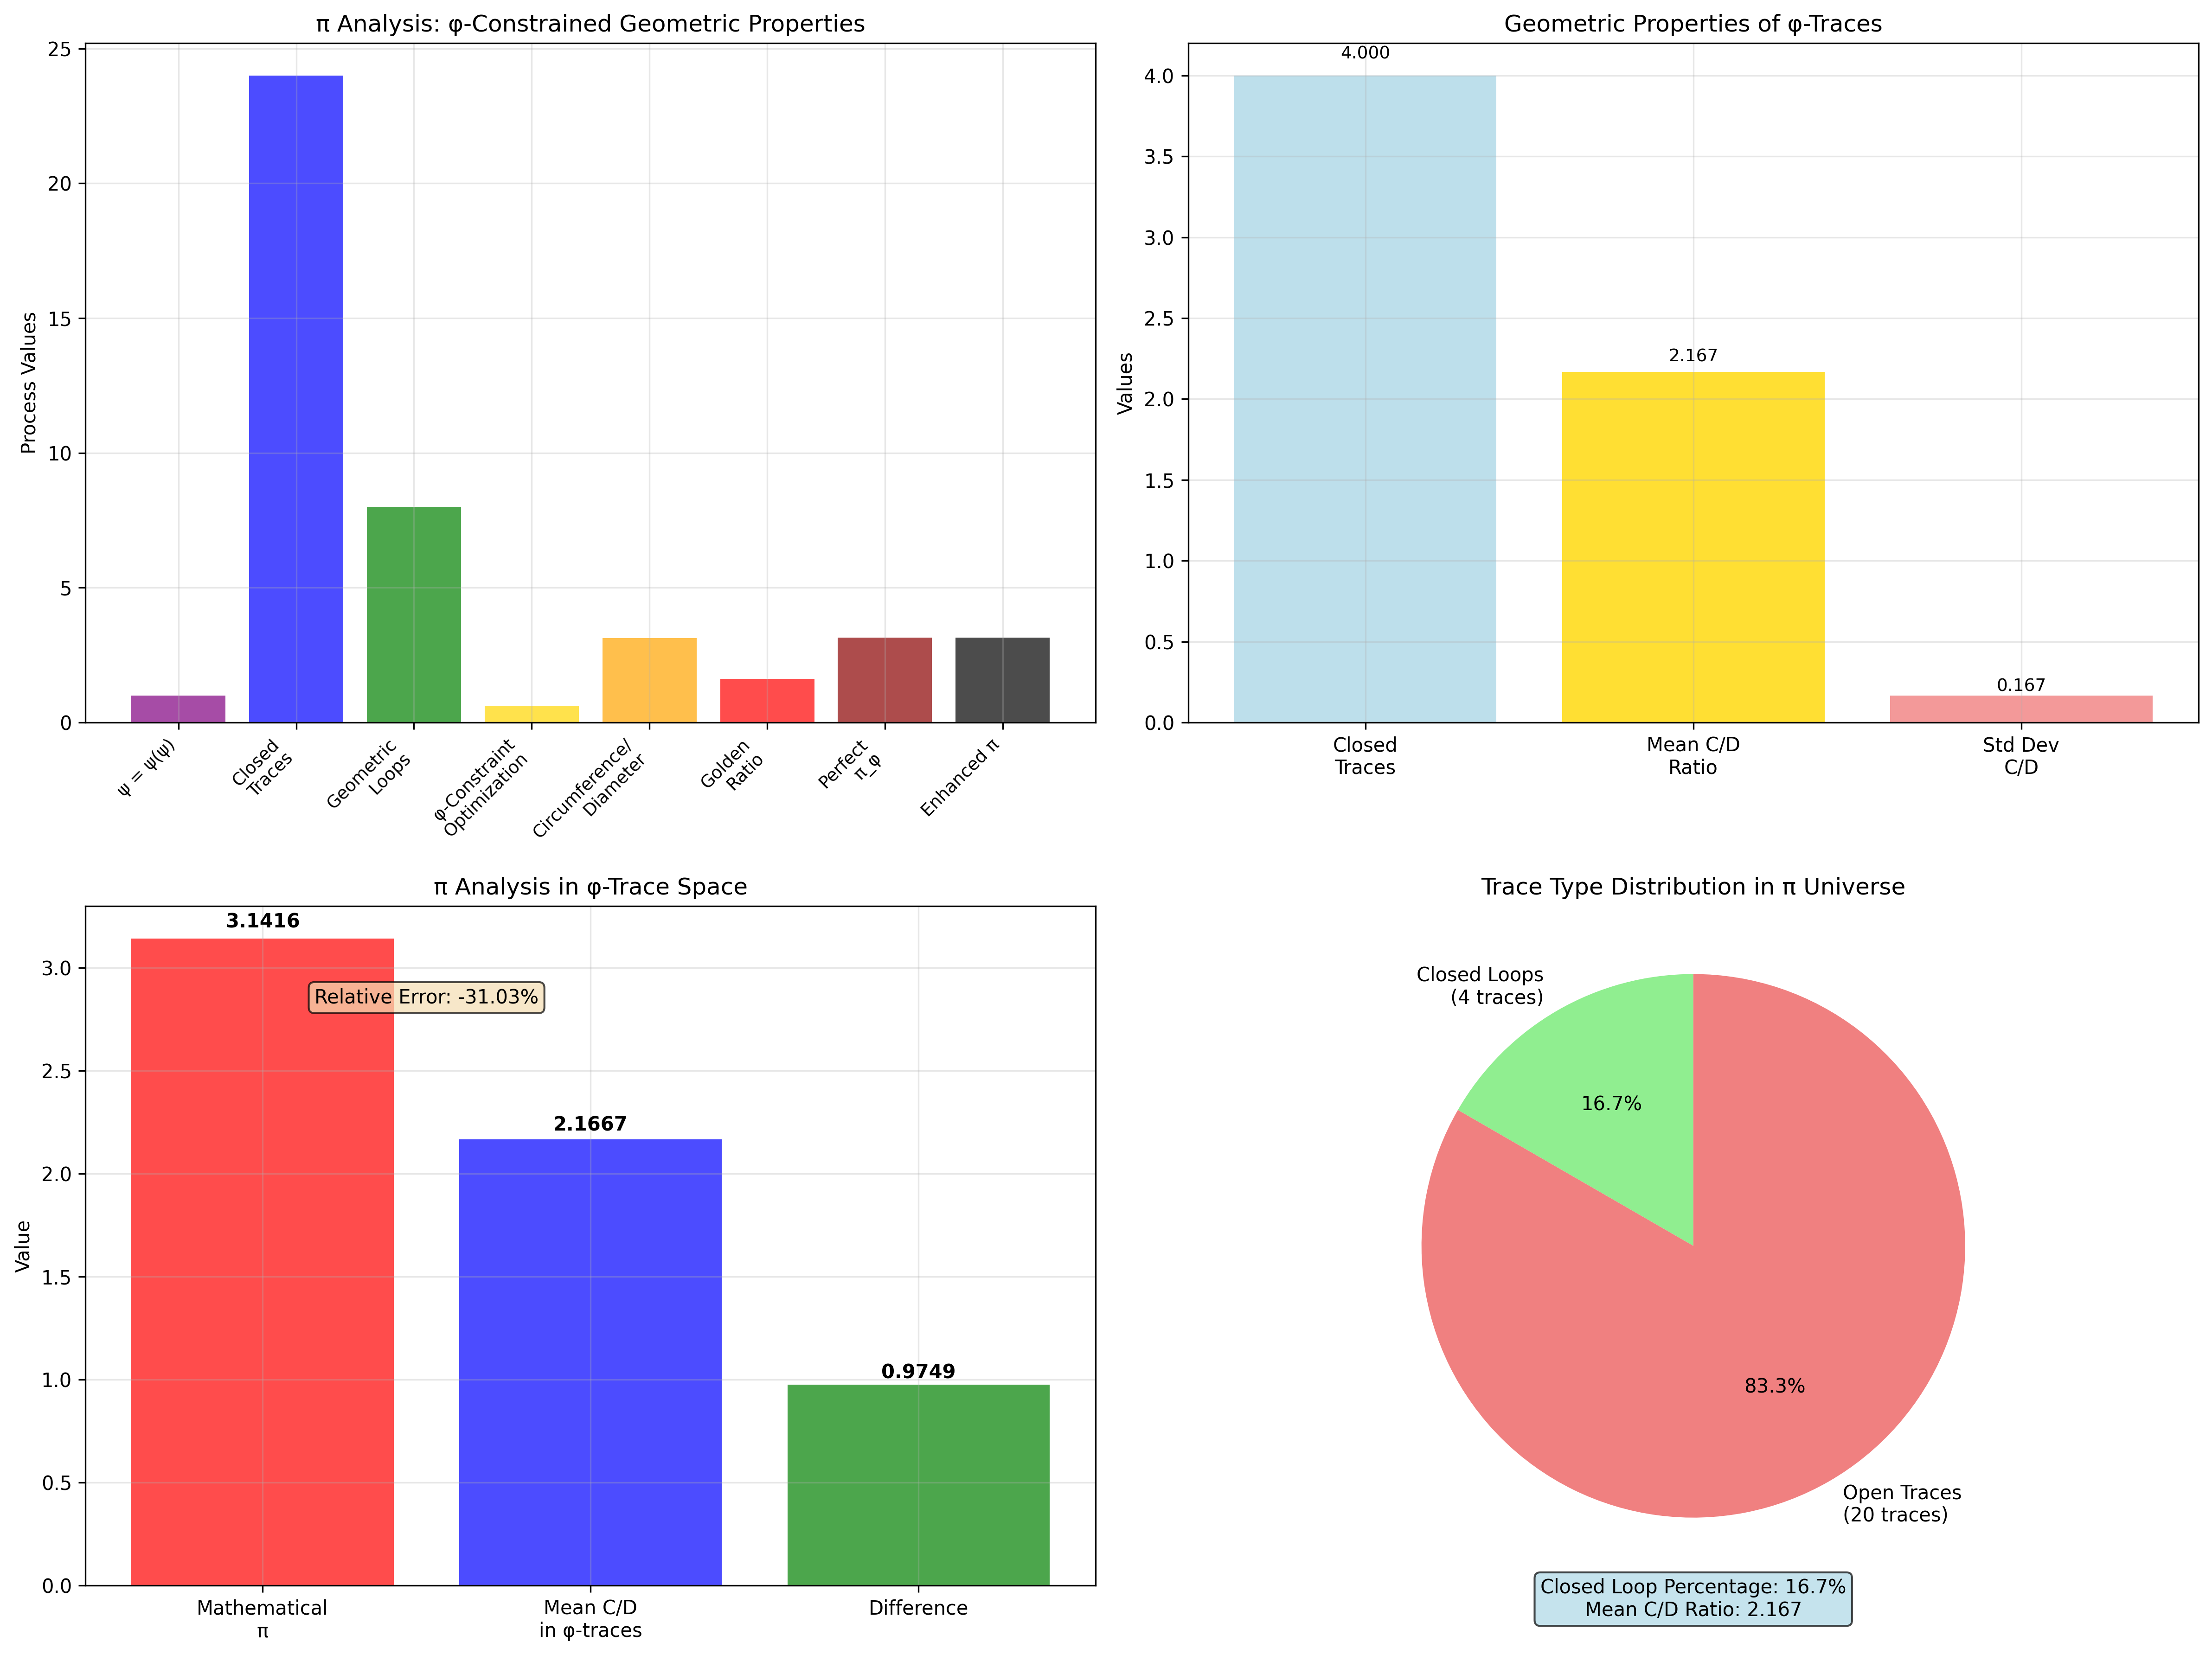 π Analysis: φ-Constrained Geometric Properties
Process Values
25
20
15
10
5
0
ψ = ψ(ψ)
Closed
Traces
Geometric
Loops
φ-Constraint
Optimization
Circumference/
Diameter
Golden
Ratio
Perfect
π_φ
Enhanced π
Geometric Properties of φ-Traces
Values
4.0
3.5
3.0
2.5
2.0
1.5
1.0
0.5
0.0
4.000
2.167
0.167
Closed
Traces
Mean C/D
Ratio
Std Dev
C/D
π Analysis in φ-Trace Space
Value
3.0
2.5
2.0
1.5
1.0
0.5
0.0
3.1416
Relative Error: -31.03%
2.1667
0.9749
Mathematical
π
Mean C/D
in φ-traces
Difference
Trace Type Distribution in π Universe
Closed Loops
(4 traces)
16.7%
83.3%
Open Traces
(20 traces)
Closed Loop Percentage: 16.7%
Mean C/D Ratio: 2.167